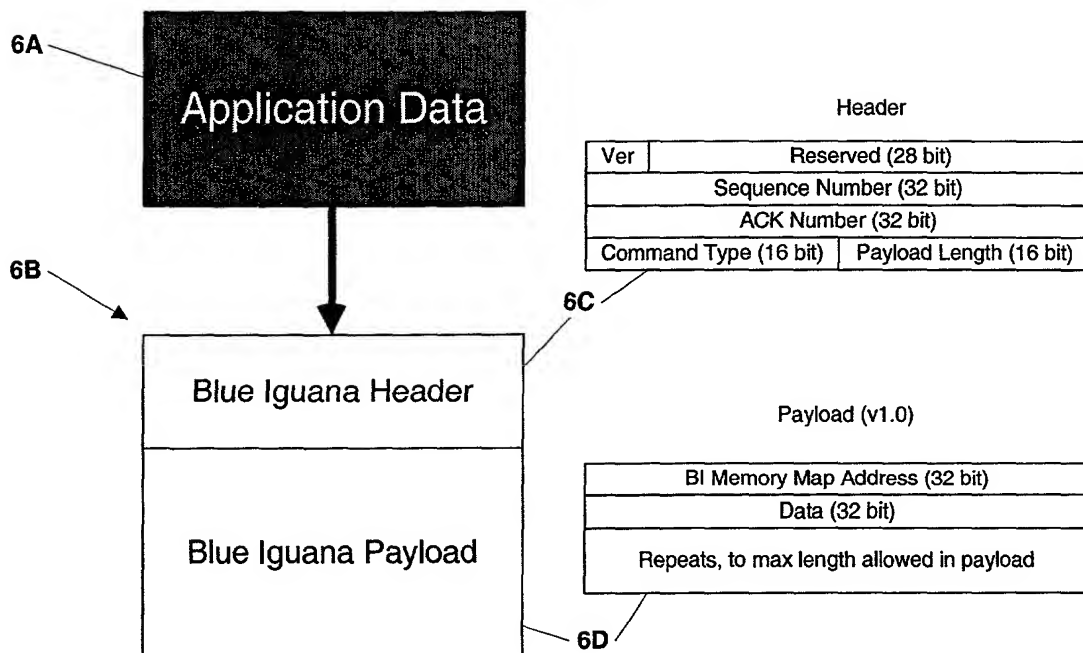 6A
Application Data
Header
Ver
Reserved (28 bit)
Sequence Number (32 bit)
ACK Number (32 bit)
Command Type (16 bit)
Payload Length (16 bit)
6B
6C
Blue Iguana Header
Payload (v1.0)
BI Memory Map Address (32 bit)
Data (32 bit)
Blue Iguana Payload
Repeats, to max length allowed in payload
6D